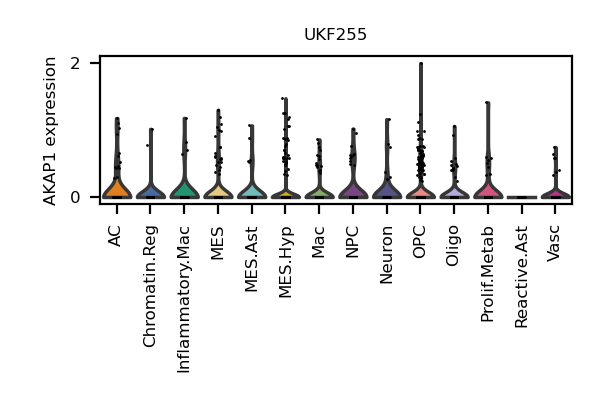 UKF255
AKAP1 expression
2
0
AC
Chromatin.Reg
Inflammatory.Mac
MES
MES.Ast
MES.Hyp
Mac
NPC
Neuron
OPC
Oligo
Prolif.Metab
Reactive.Ast
Vasc